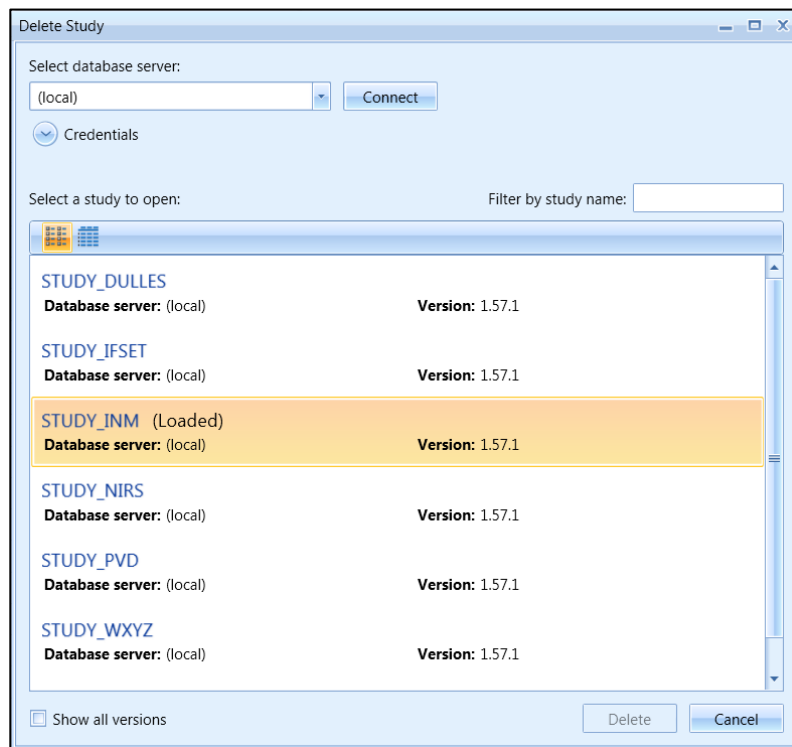 Delete Study
Select database server:
(local)
Connect
Credentials
Select a study to open:
Filter by study name:
STUDY_DULLES
Database server: (local) Version: 1.57.1
STUDY_IFSET
Database server: (local) Version: 1.57.1
STUDY_INM (Loaded)
Database server: (local) Version: 1.57.1
STUDY_NIRS
Database server: (local) Version: 1.57.1
STUDY_PVD
Database server: (local) Version: 1.57.1
STUDY_WXYZ
Database server: (local) Version: 1.57.1
Show all versions
Delete
Cancel